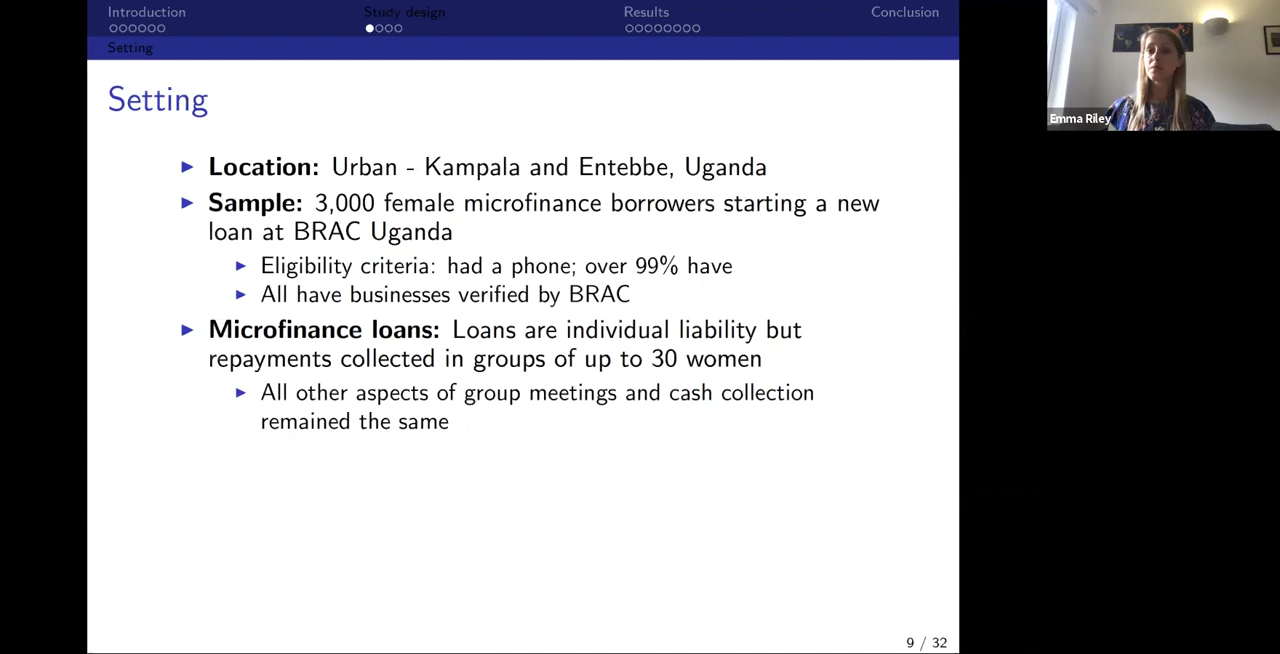 Introduction
Study design
Results
Conclusion
Setting
Setting
Location: Urban - Kampala and Entebbe, Uganda
Sample: 3,000 female microfinance borrowers starting a new
loan at BRAC Uganda
Eligibility criteria: had a phone; over 99% have
All have businesses verified by BRAC
Microfinance loans: Loans are individual liability but
repayments collected in groups of up to 30 women
All other aspects of group meetings and cash collection
remained the same
9 / 32
Emma Riley